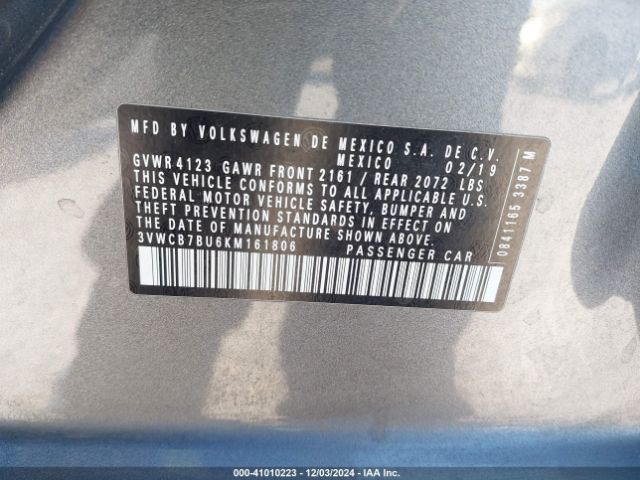 MFD BY VOLKSWAGEN DE MEXICO S.A. DE C.V.
MEXICO 02/19
GVWR 4123 GAWR FRONT 2161 / REAR 2072 LBS
THIS VEHICLE CONFORMS TO ALL APPLICABLE U.S.
FEDERAL MOTOR VEHICLE SAFETY, BUMPER AND
THEFT PREVENTION STANDARDS IN EFFECT ON
THE DATE OF MANUFACTURE SHOWN ABOVE.
3VWCB7BU6KM161806 PASSENGER CAR
0841165 3387 M
000-41010223 - 12/03/2024 - IAA Inc.